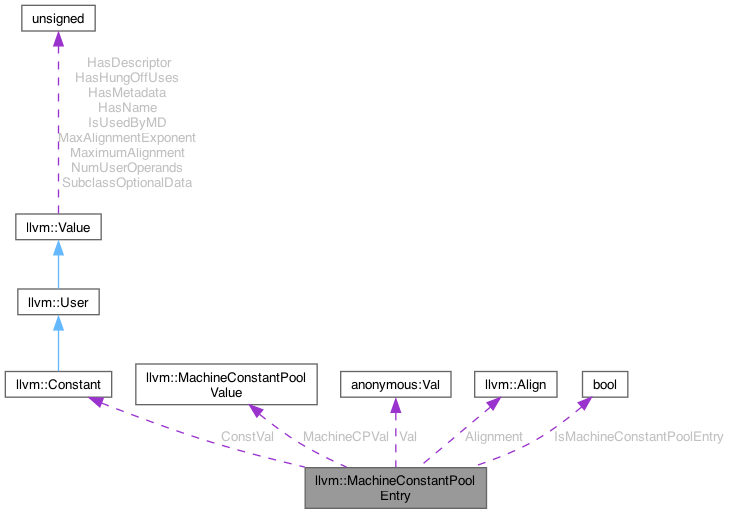 unsigned
HasDescriptor
HasHungOffUses
HasMetadata
HasName
IsUsedByMD
MaxAlignmentExponent
MaximumAlignment
NumUserOperands
SubclassOptionalData
llvm::Value
llvm::User
llvm::Constant
llvm::MachineConstantPool
Value
anonymous:Val
llvm::Align
bool
ConstVal
MachineCPVal
Val
Alignment
IsMachineConstantPoolEntry
llvm::MachineConstantPool
Entry